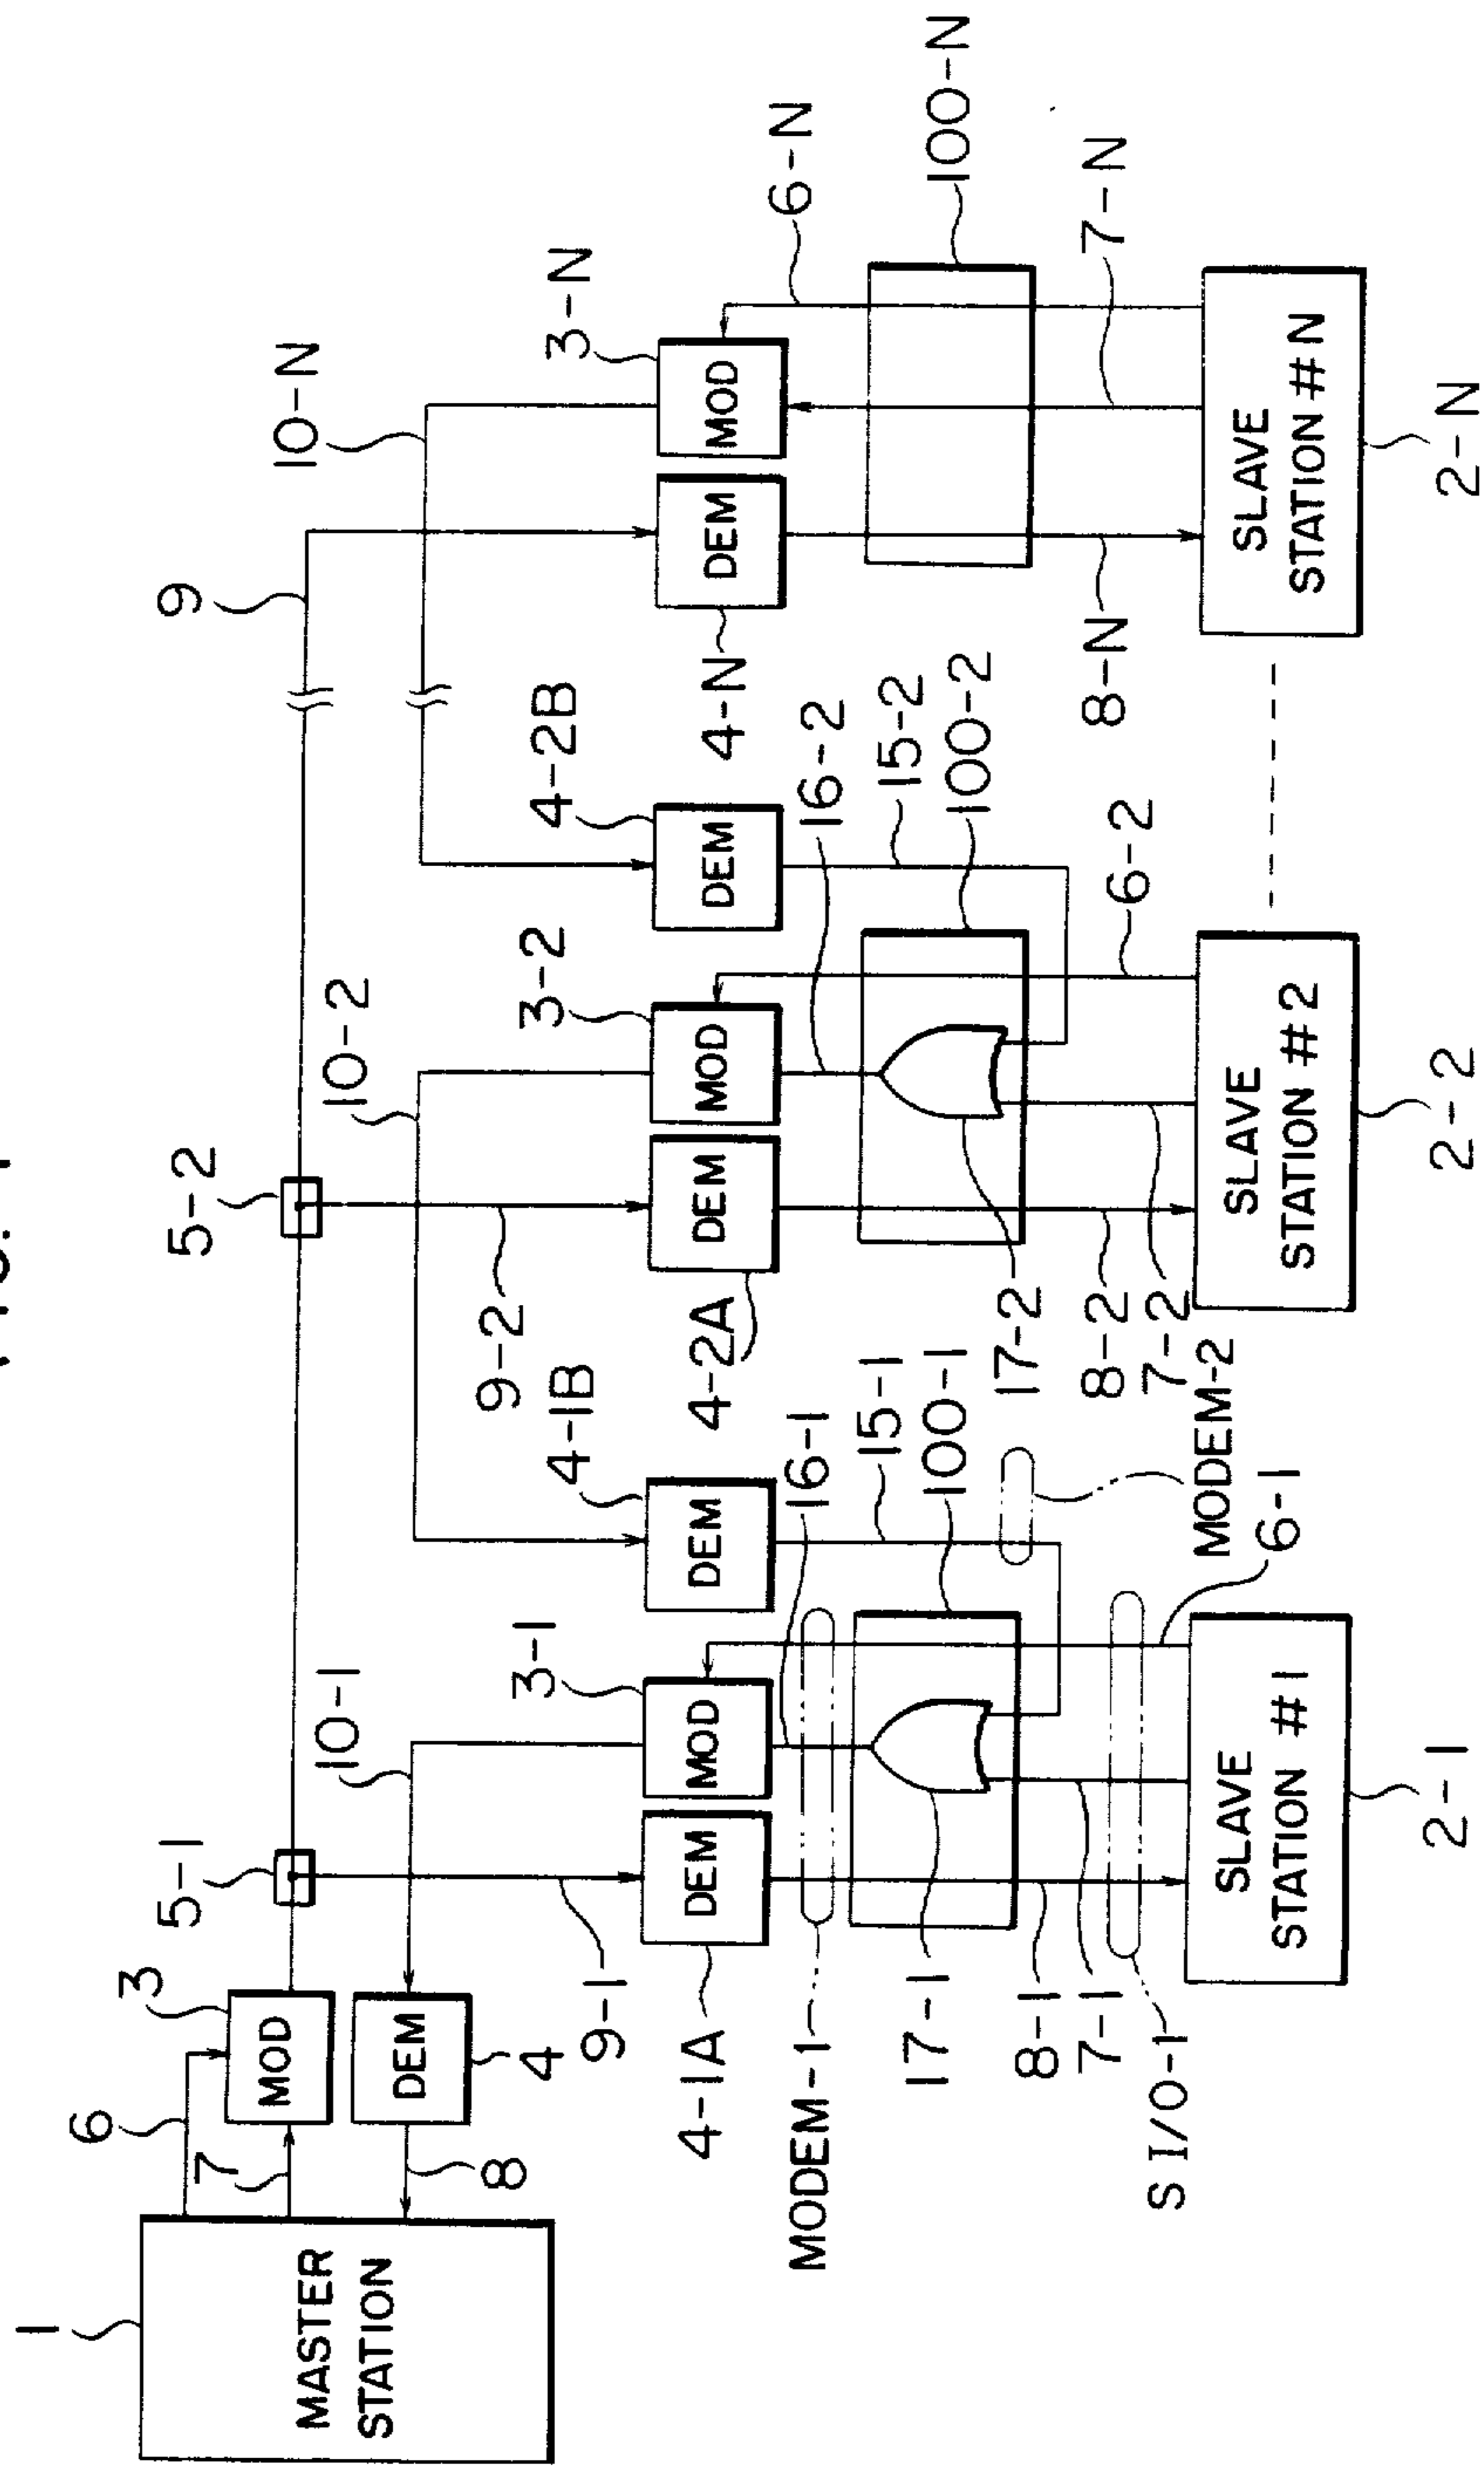 1
MASTER
STATION
6
7
8
3
MOD
DEM
4
5-1
9-1
10-1
5-2
9-2
10-2
9
10-N
4-1A
DEM
3-1
MOD
4-1B
DEM
4-2A
DEM
3-2
MOD
4-2B
DEM
4-N
DEM
3-N
MOD
MODEM-1
16-1
15-1
100-1
17-1
8-1
7-1
S I/O-1
MODEM-2
6-1
16-2
15-2
100-2
17-2
8-2
7-2
6-2
6-N
100-N
7-N
8-N
SLAVE
STATION #1
2-1
SLAVE
STATION #2
2-2
SLAVE
STATION #N
2-N